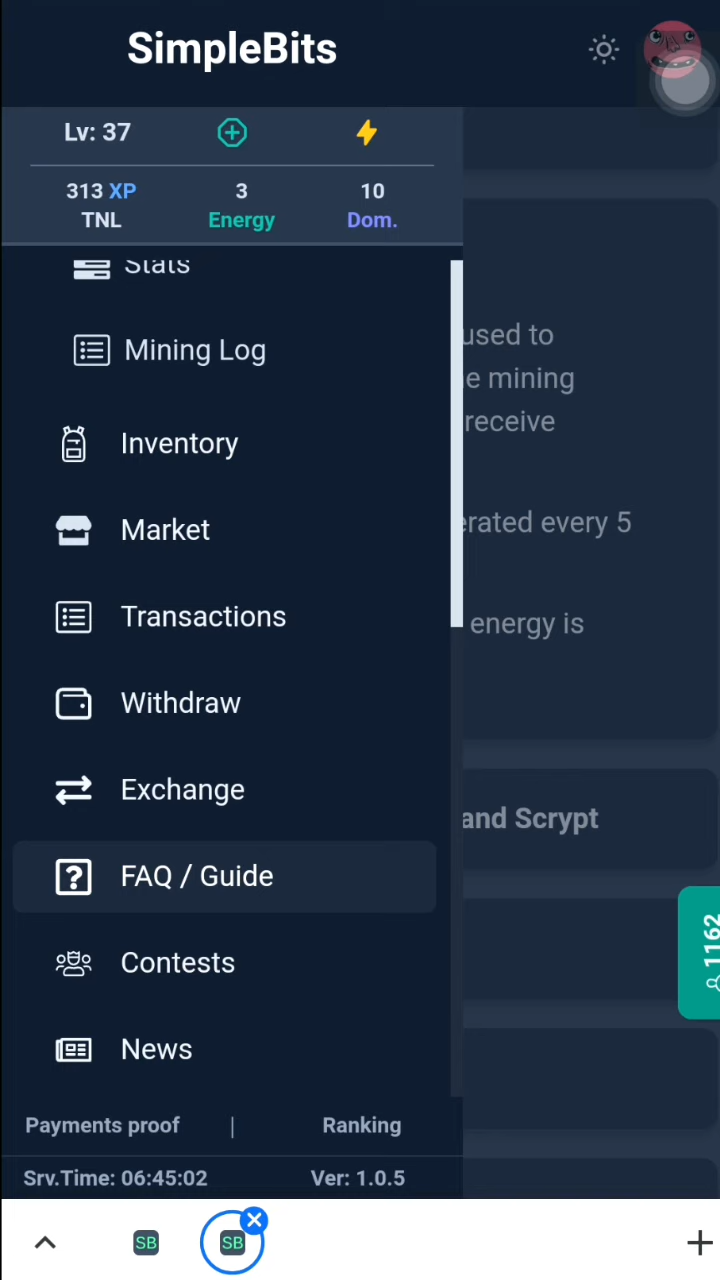 SimpleBits
Lv: 37
313 XP 3 10
TNL Energy Dom.
Stats
Mining Log
used to
e mining
receive
Inventory
Market
erated every 5
Transactions
energy is
Withdraw
Exchange
and Scrypt
FAQ / Guide
1162
Contests
News
Payments proof | Ranking
Srv.Time: 06:45:02 Ver: 1.0.5
SB SB